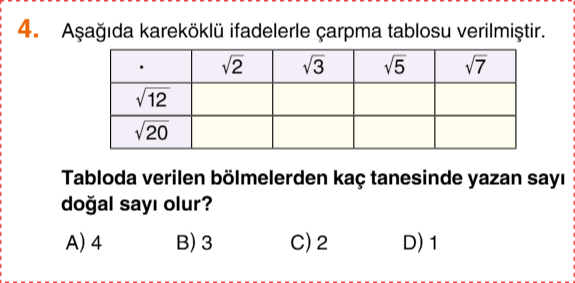 4. Aşağıda kareköklü ifadelerle çarpma tablosu verilmiştir.
· √2 √3 √5 √7
√12
√20
Tabloda verilen bölmelerden kaç tanesinde yazan sayı
doğal sayı olur?
A) 4 B) 3 C) 2 D) 1